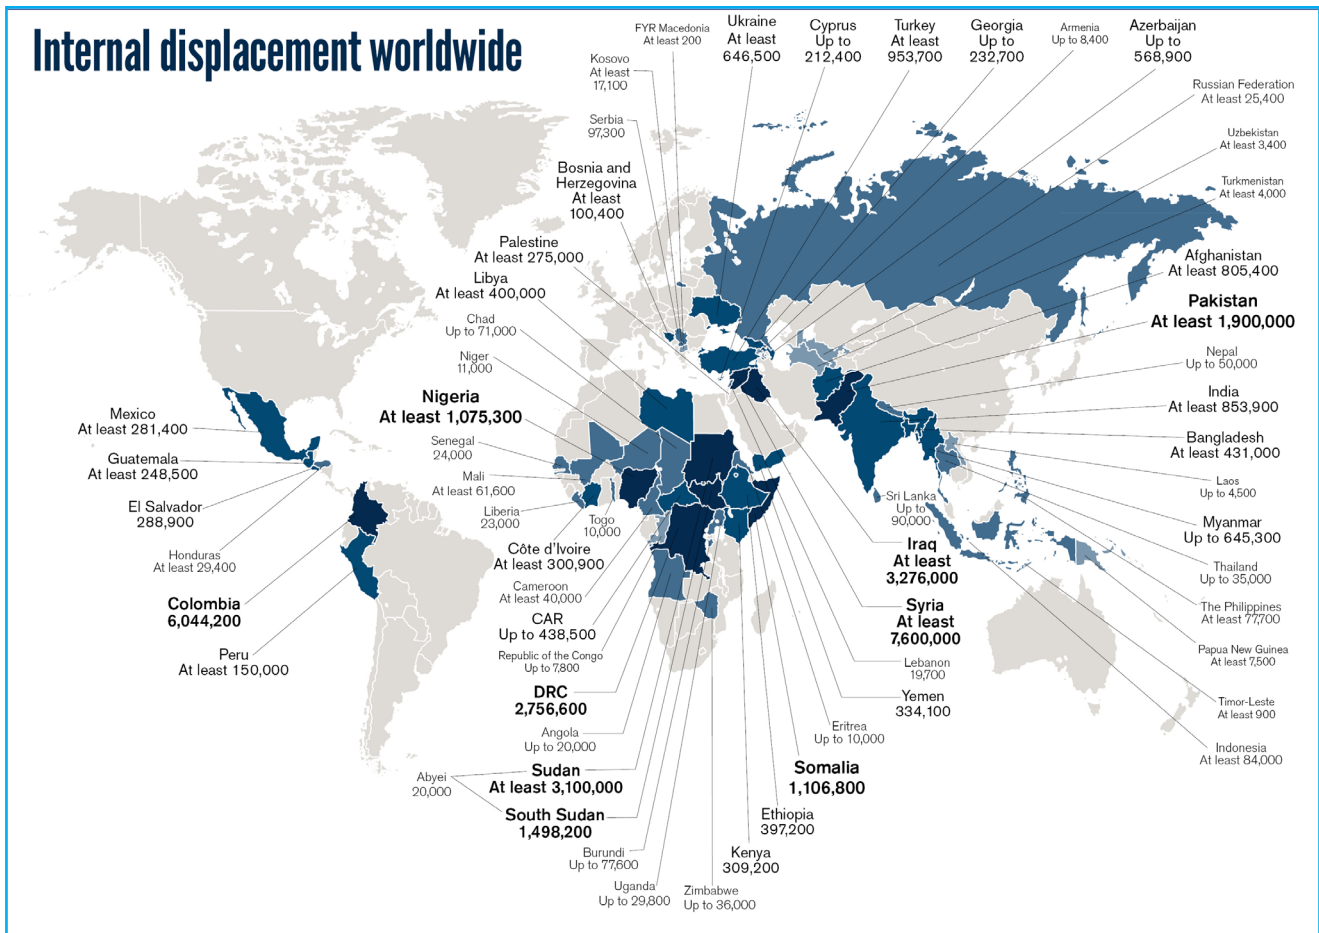 Internal displacement worldwide
FYR Macedonia
At least 200
Ukraine
At least
646,500
Cyprus
Up to
212,400
Turkey
At least
953,700
Georgia
Up to
232,700
Armenia
Up to 8,400
Azerbaijan
Up to
568,900
Kosovo
At least
17,100
Russian Federation
At least 25,400
Serbia
97,300
Uzbekistan
At least 3,400
Bosnia and
Herzegovina
At least
100,400
Turkmenistan
At least 4,000
Palestine
At least 275,000
Afghanistan
At least 805,400
Libya
At least 400,000
Pakistan
At least 1,900,000
Chad
Up to 71,000
Niger
11,000
Nepal
Up to 50,000
Nigeria
At least 1,075,300
India
At least 853,900
Mexico
At least 281,400
Senegal
24,000
Bangladesh
At least 431,000
Guatemala
At least 248,500
Mali
At least 61,600
Laos
Up to 4,500
El Salvador
288,900
Liberia
23,000
Togo
10,000
Sri Lanka
Up to
90,000
Myanmar
Up to 645,300
Honduras
At least 29,400
Côte d'Ivoire
At least 300,900
Iraq
At least
3,276,000
Thailand
Up to 35,000
Colombia
6,044,200
Cameroon
At least 40,000
Syria
At least
7,600,000
The Philippines
At least 77,700
CAR
Up to 438,500
Peru
At least 150,000
Republic of the Congo
Up to 7,800
Lebanon
19,700
Papua New Guinea
At least 7,500
DRC
2,756,600
Yemen
334,100
Timor-Leste
At least 900
Angola
Up to 20,000
Eritrea
Up to 10,000
Indonesia
At least 84,000
Abyei
20,000
Sudan
At least 3,100,000
Somalia
1,106,800
South Sudan
1,498,200
Ethiopia
397,200
Burundi
Up to 77,600
Kenya
309,200
Uganda
Up to 29,800
Zimbabwe
Up to 36,000